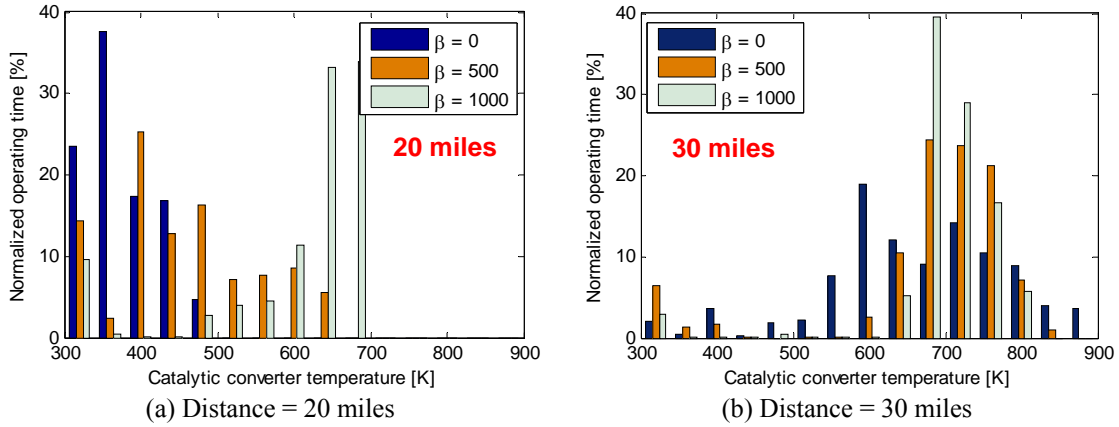 40
30
20
10
0
Normalized operating time [%]
β = 0
β = 500
β = 1000
20 miles
300 400 500 600 700 800 900
Catalytic converter temperature [K]
(a) Distance = 20 miles
40
30
20
10
0
Normalized operating time [%]
β = 0
β = 500
β = 1000
30 miles
300 400 500 600 700 800 900
Catalytic converter temperature [K]
(b) Distance = 30 miles